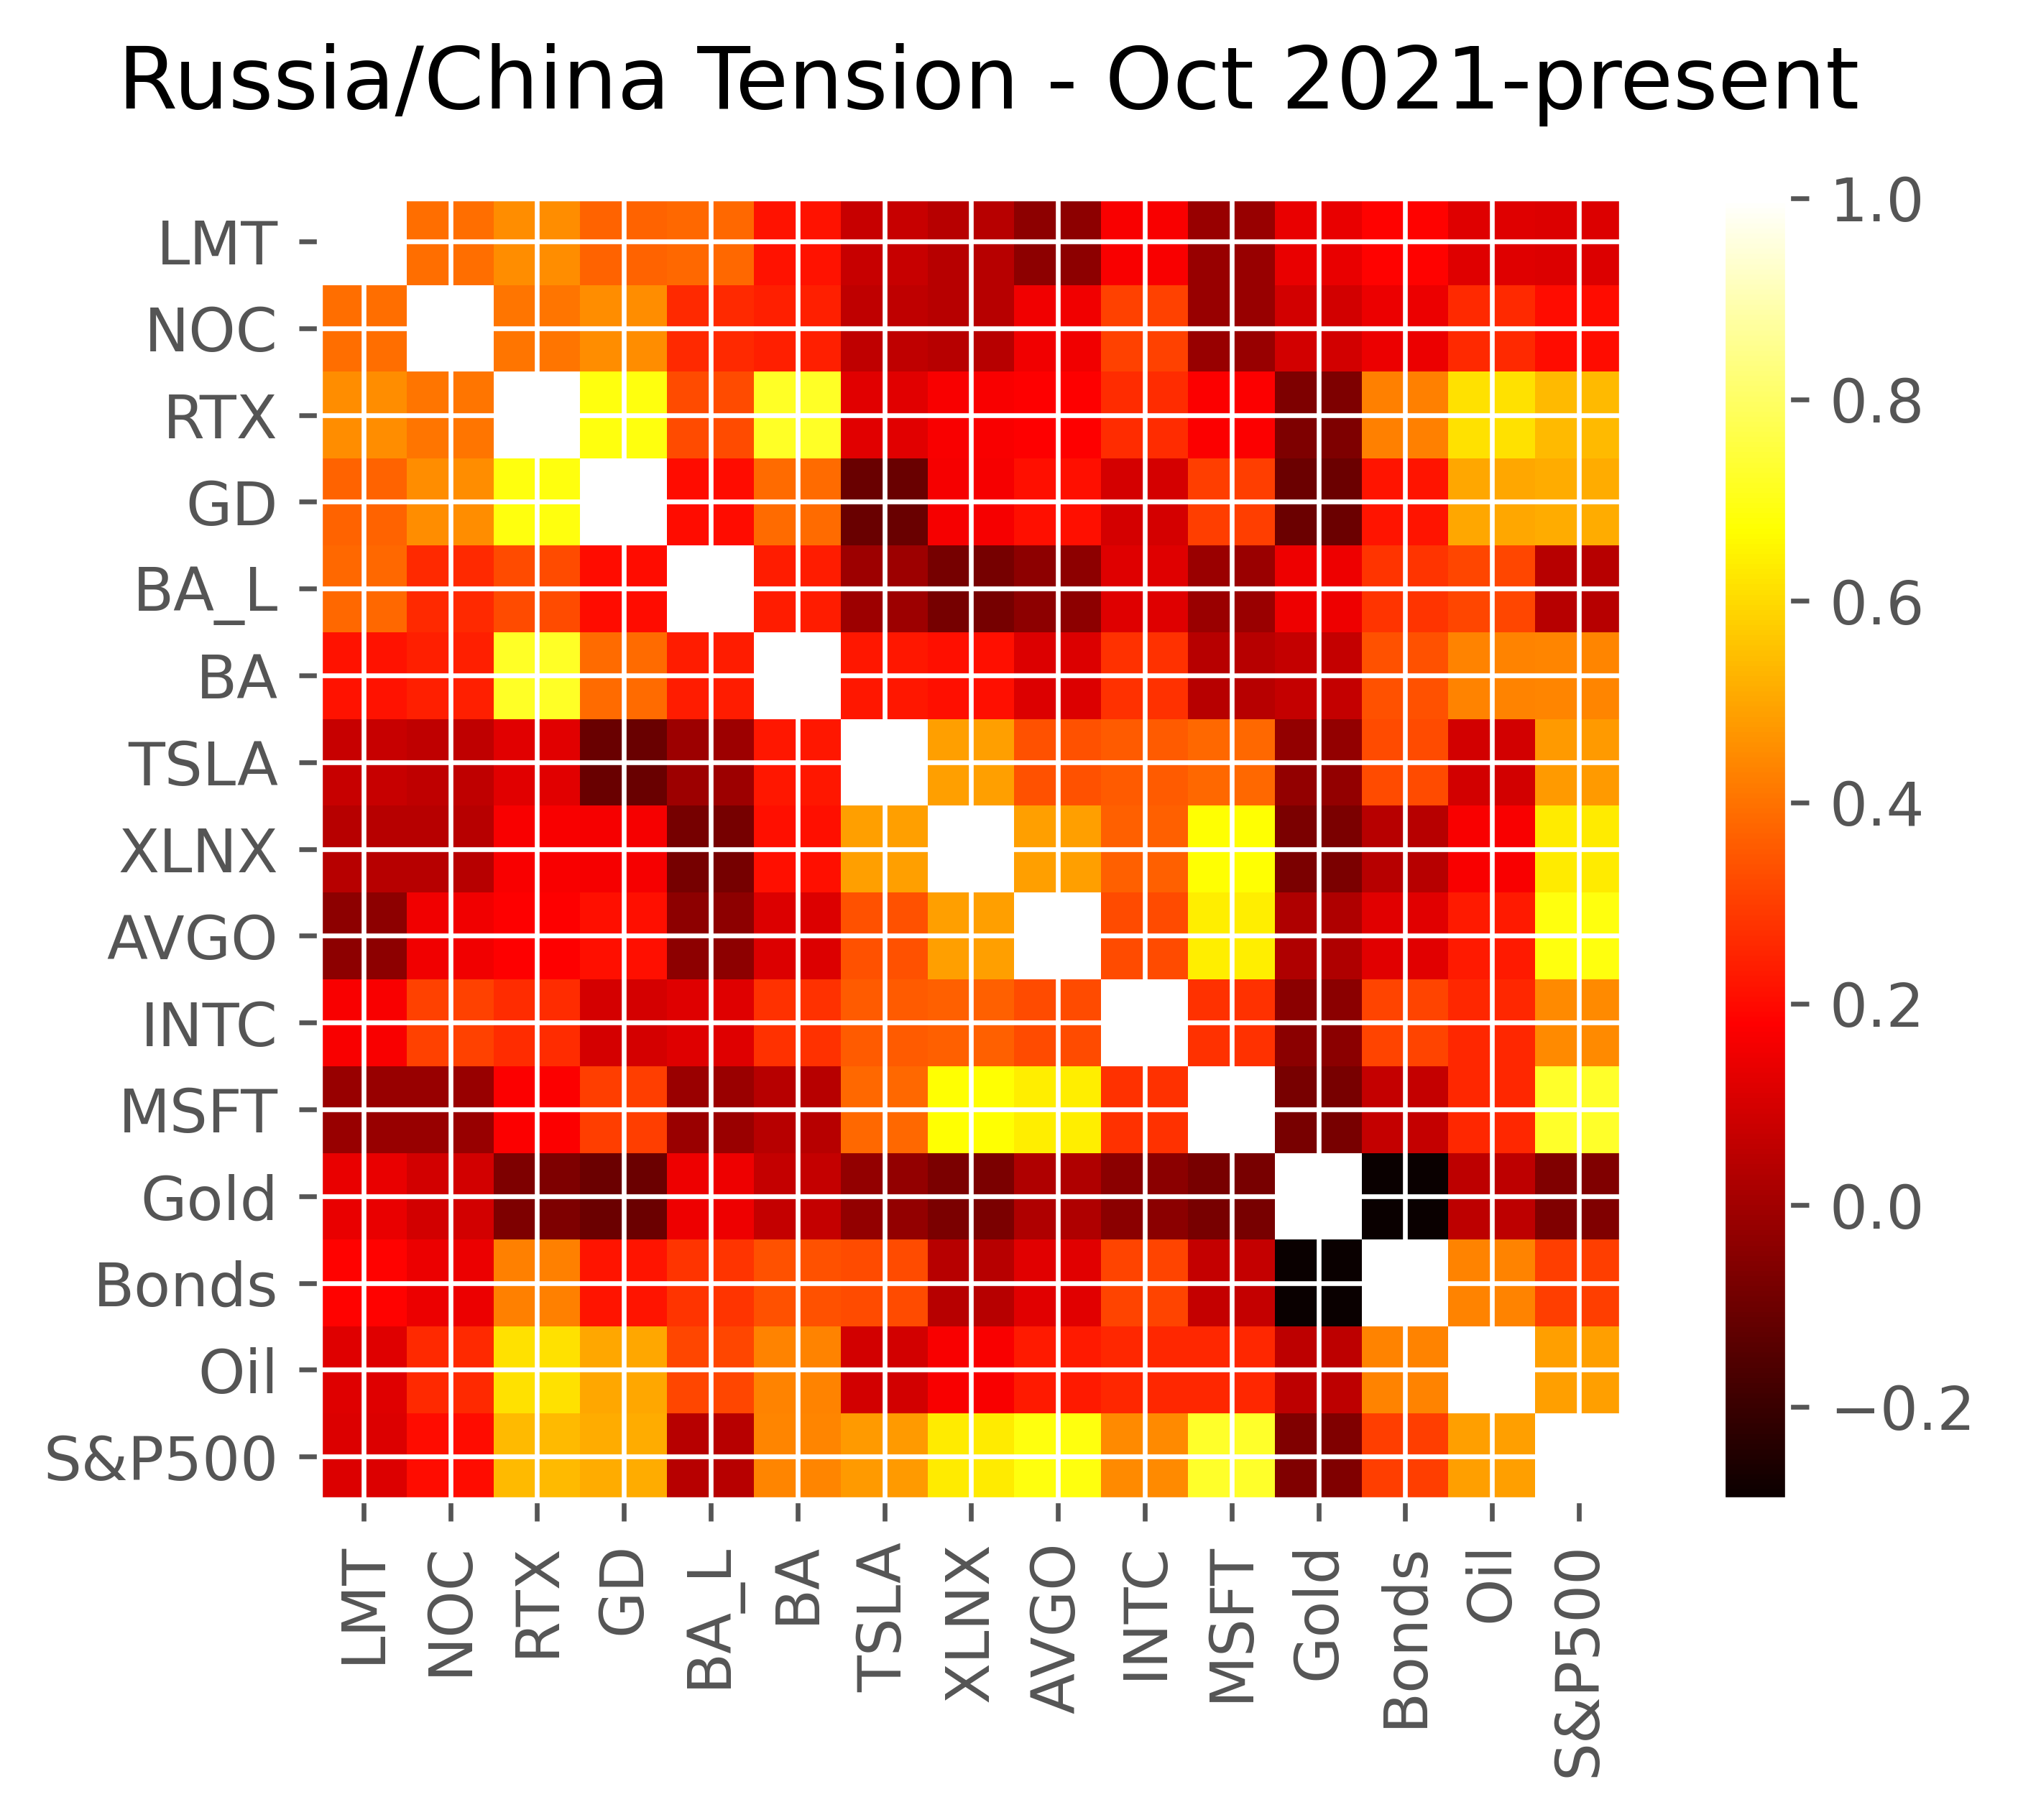 Russia/China Tension - Oct 2021-present
LMT
NOC
RTX
GD
BA_L
BA
TSLA
XLNX
AVGO
INTC
MSFT
Gold
Bonds
Oil
S&P500
LMT
NOC
RTX
GD
BA_L
BA
TSLA
XLNX
AVGO
INTC
MSFT
Gold
Bonds
Oil
S&P500
1.0
0.8
0.6
0.4
0.2
0.0
−0.2